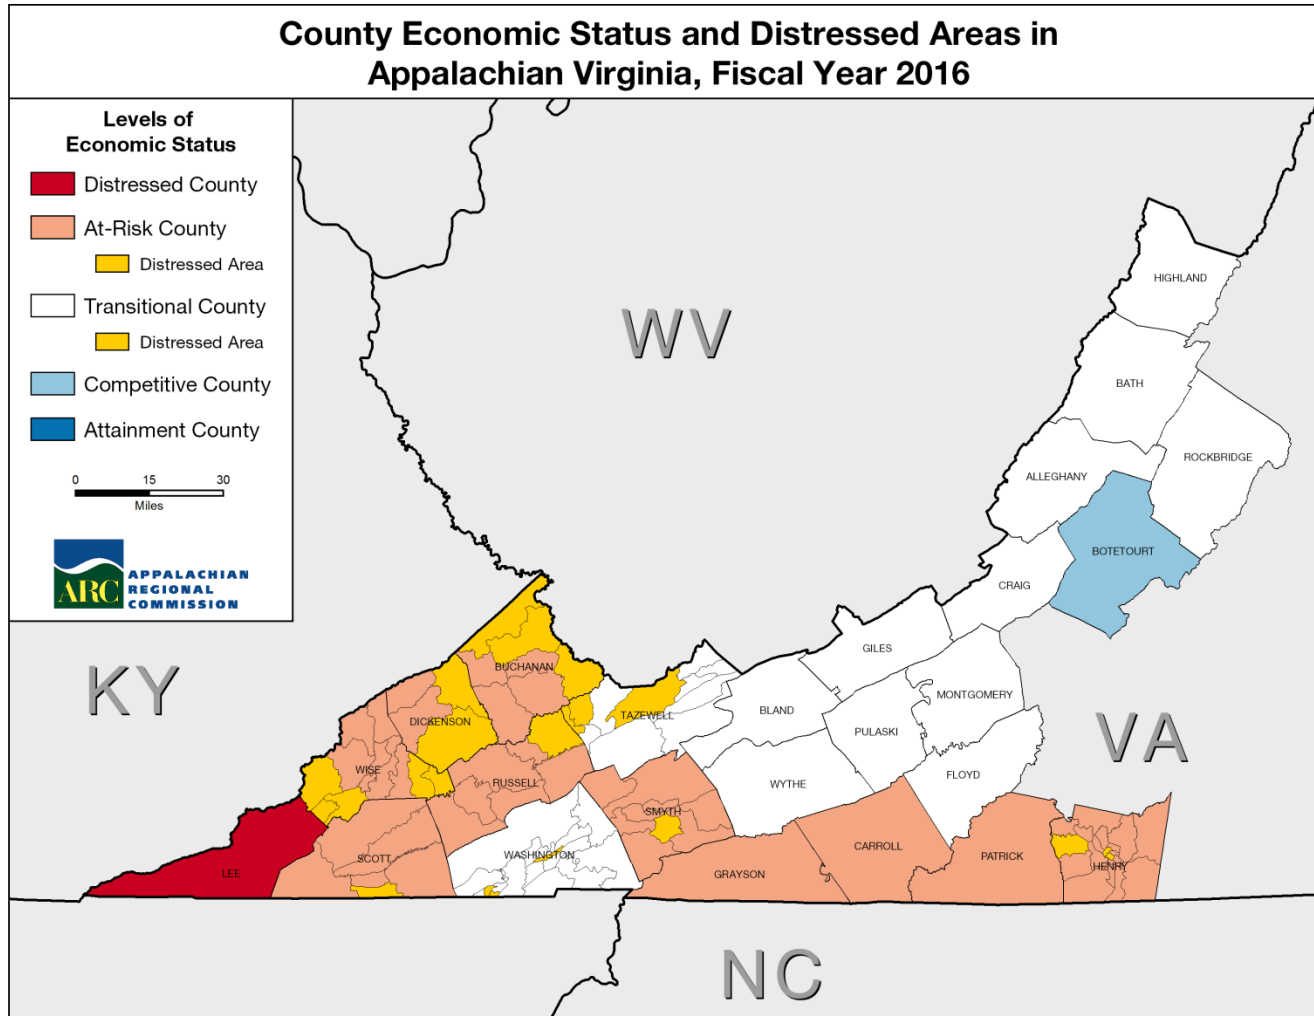 County Economic Status and Distressed Areas in
Appalachian Virginia, Fiscal Year 2016
Levels of
Economic Status
Distressed County
At-Risk County
Distressed Area
Transitional County
Distressed Area
Competitive County
Attainment County
0 15 30
Miles
ARC
APPALACHIAN
REGIONAL
COMMISSION
WV
HIGHLAND
BATH
ROCKBRIDGE
ALLEGHANY
BOTETOURT
CRAIG
GILES
BUCHANAN
KY
MONTGOMERY
BLAND
TAZEWELL
DICKENSON
PULASKI
VA
WISE
FLOYD
RUSSELL
WYTHE
SMYTH
CARROLL
WASHINGTON
PATRICK
SCOTT
HENRY
LEE
GRAYSON
NC